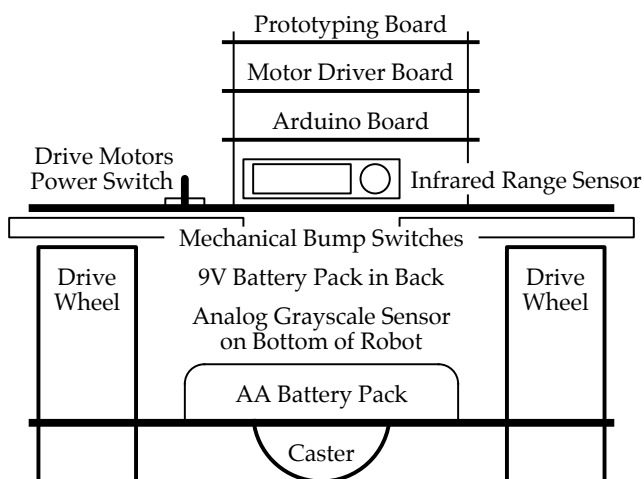 Prototyping Board
Motor Driver Board
Arduino Board
Drive Motors
Power Switch
Infrared Range Sensor
Mechanical Bump Switches
Drive
Wheel
9V Battery Pack in Back
Drive
Wheel
Analog Grayscale Sensor
on Bottom of Robot
AA Battery Pack
Caster